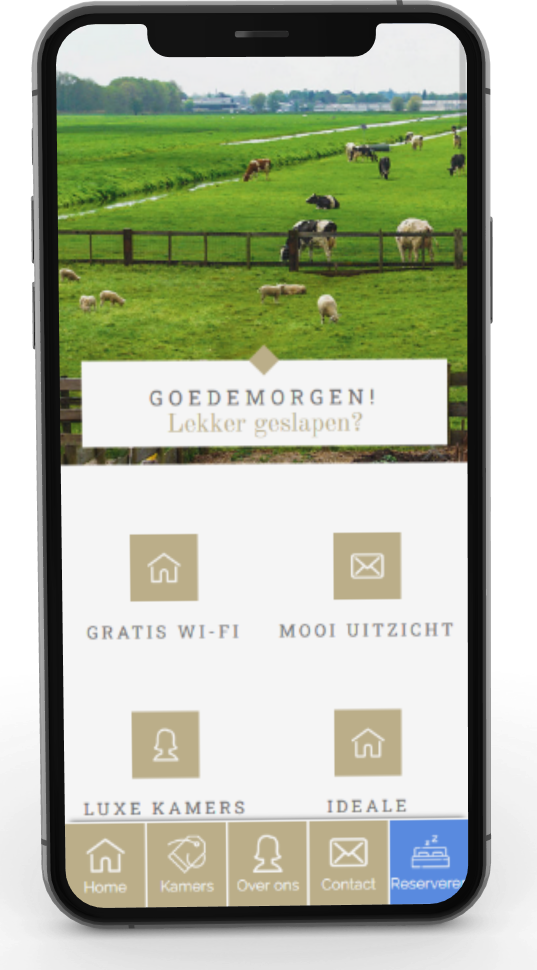 GOEDEMORGEN!
Lekker geslapen?
GRATIS WI-FI
MOOI UITZICHT
LUXE KAMERS
IDEALE
Home
Kamers
Over ons
Contact
Reserveren